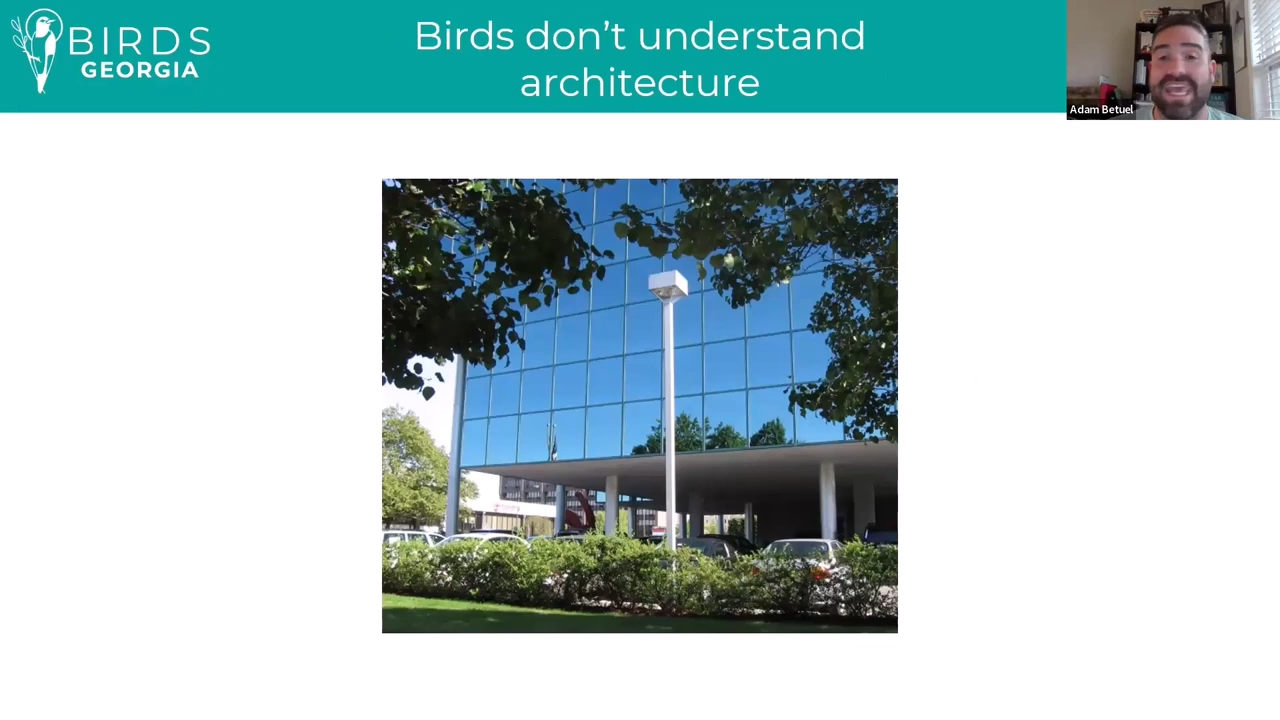 BIRDS
GEORGIA
Birds don’t understand
architecture
Adam Betuel